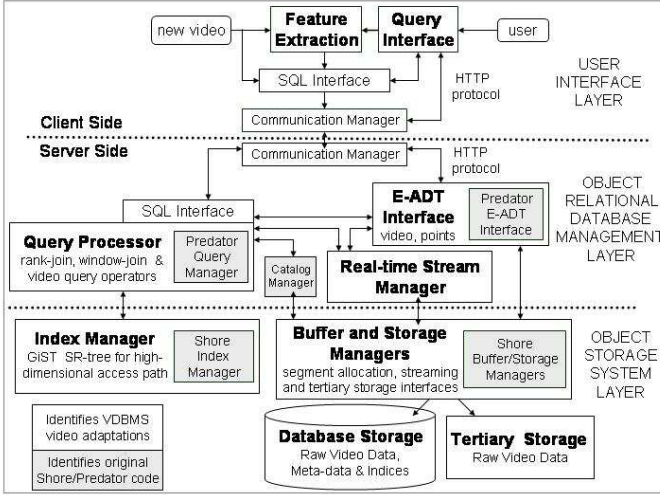 new video
Feature
Extraction
Query
Interface
user
SQL Interface
HTTP
protocol
USER
INTERFACE
LAYER
Communication Manager
Client Side
Server Side
Communication Manager
HTTP
protocol
SQL Interface
E-ADT
Interface
video, points
Predator
E-ADT
Interface
OBJECT
RELATIONAL
DATABASE
MANAGEMENT
LAYER
Query Processor
rank-join, window-join &
video query operators
Predator
Query
Manager
Catalog
Manager
Real-time Stream
Manager
Index Manager
GiST SR-tree for high-
dimensional access path
Shore
Index
Manager
Buffer and Storage
Managers
segment allocation, streaming
and tertiary storage interfaces
Shore
Buffer/Storage
Managers
OBJECT
STORAGE
SYSTEM
LAYER
Identifies VDBMS
video adaptations
Identifies original
Shore/Predator code
Database Storage
Raw Video Data,
Meta-data & Indices
Tertiary Storage
Raw Video Data